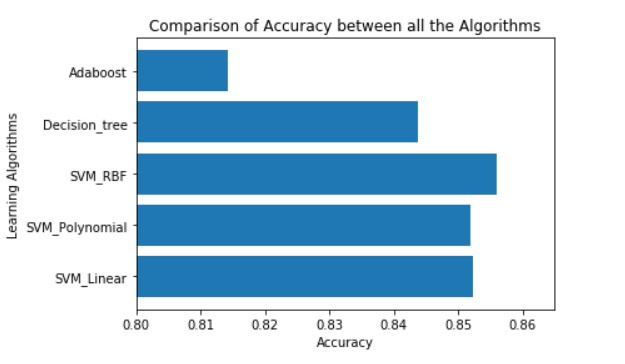 Comparison of Accuracy between all the Algorithms
Learning Algorithms
Adaboost
Decision_tree
SVM_RBF
SVM_Polynomial
SVM_Linear
0.80 0.81 0.82 0.83 0.84 0.85 0.86
Accuracy